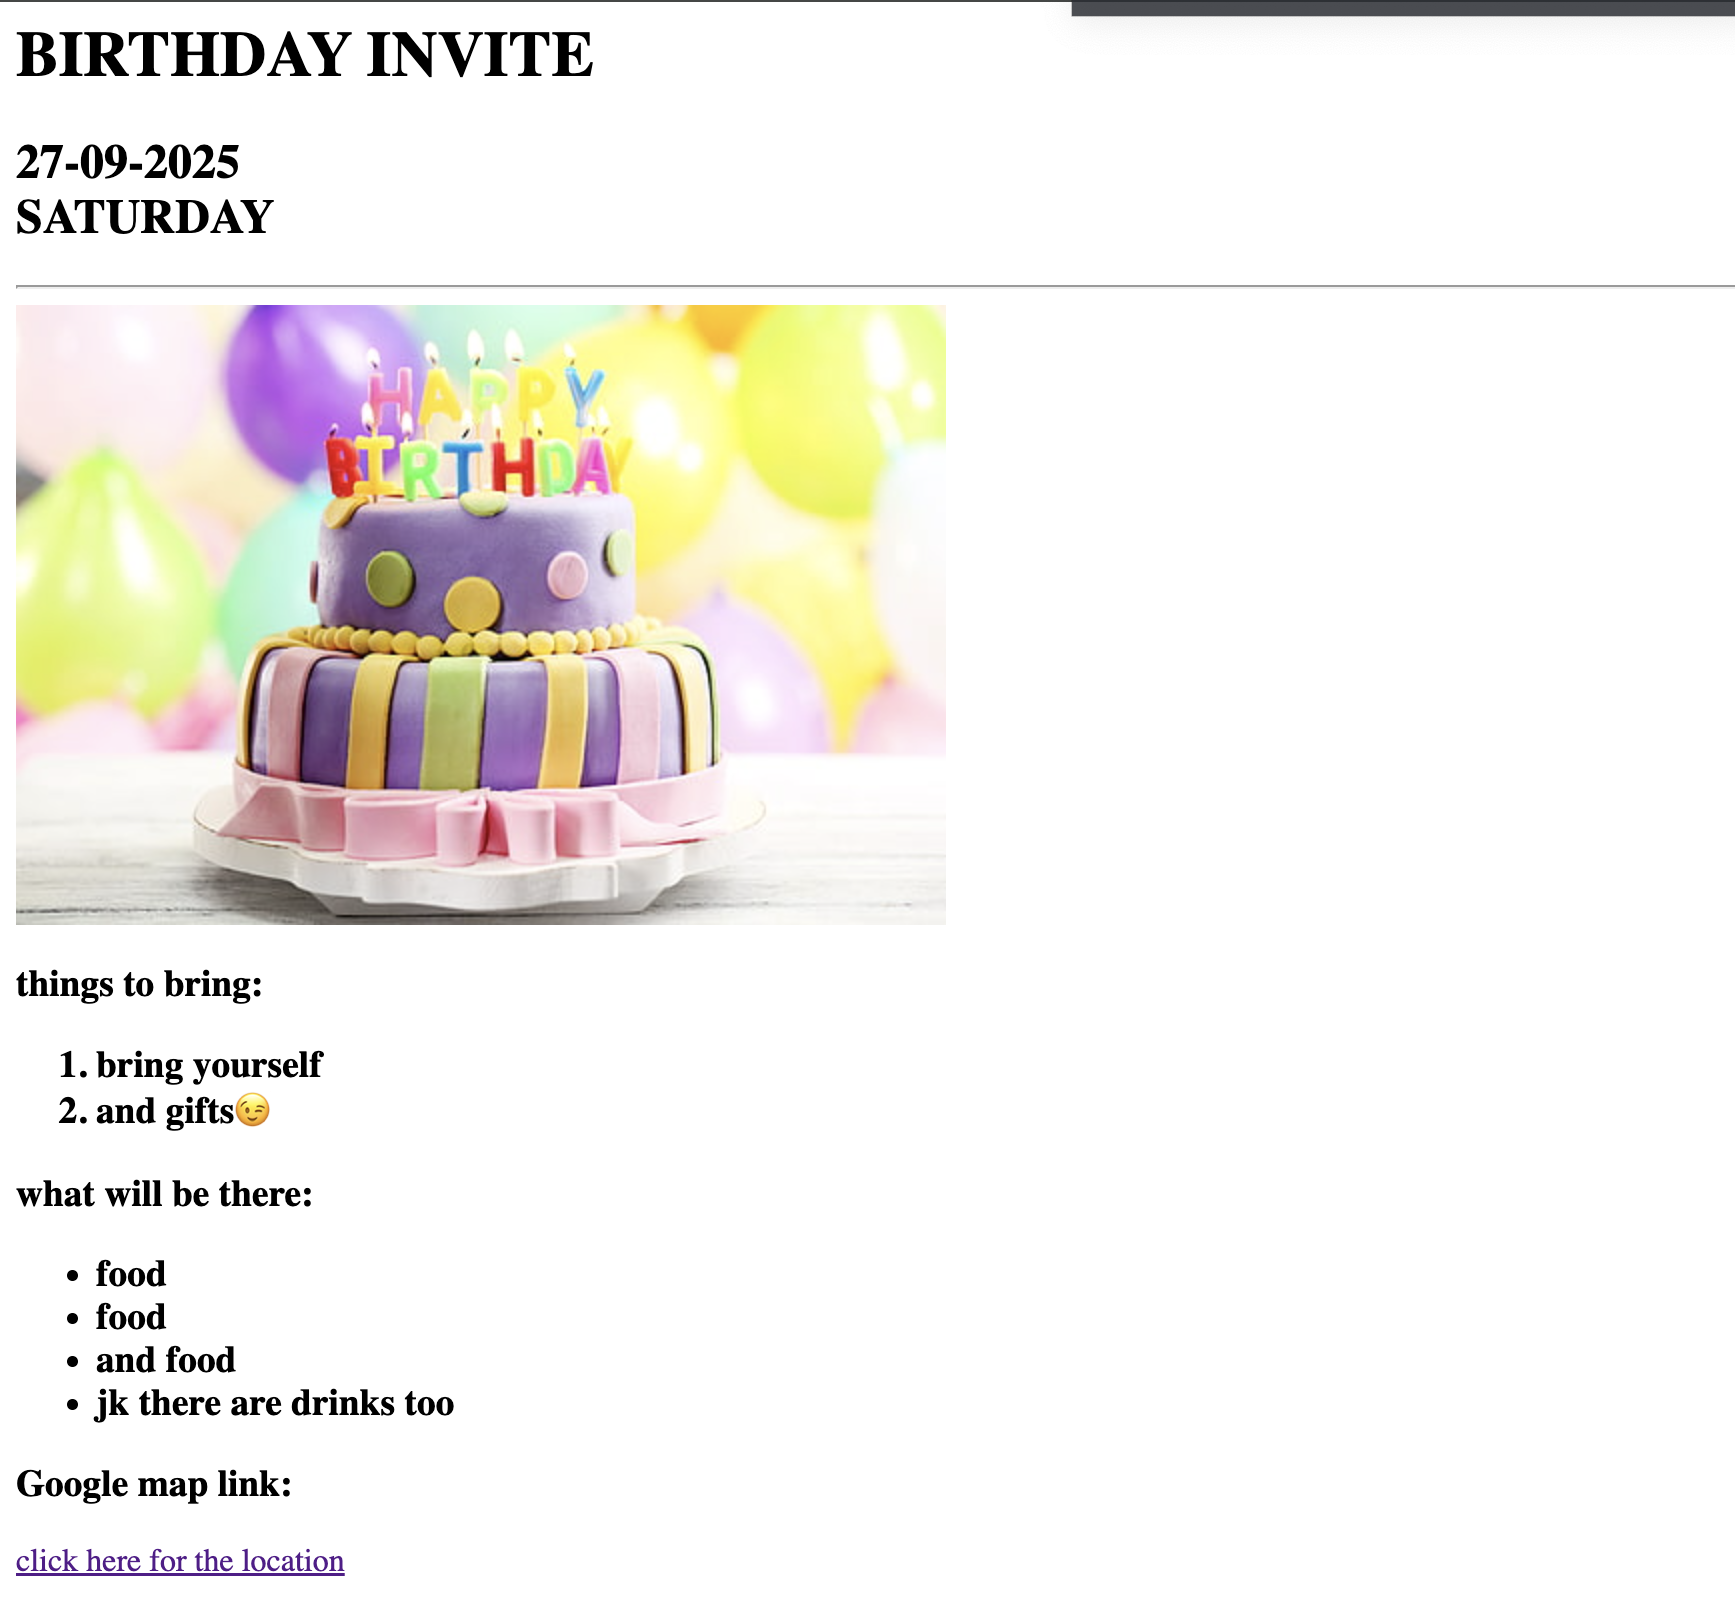 BIRTHDAY INVITE
27-09-2025
SATURDAY
HAPPY
BIRTHDAY
things to bring:
1. bring yourself
2. and gifts😉
what will be there:
• food
• food
• and food
• jk there are drinks too
Google map link:
click here for the location